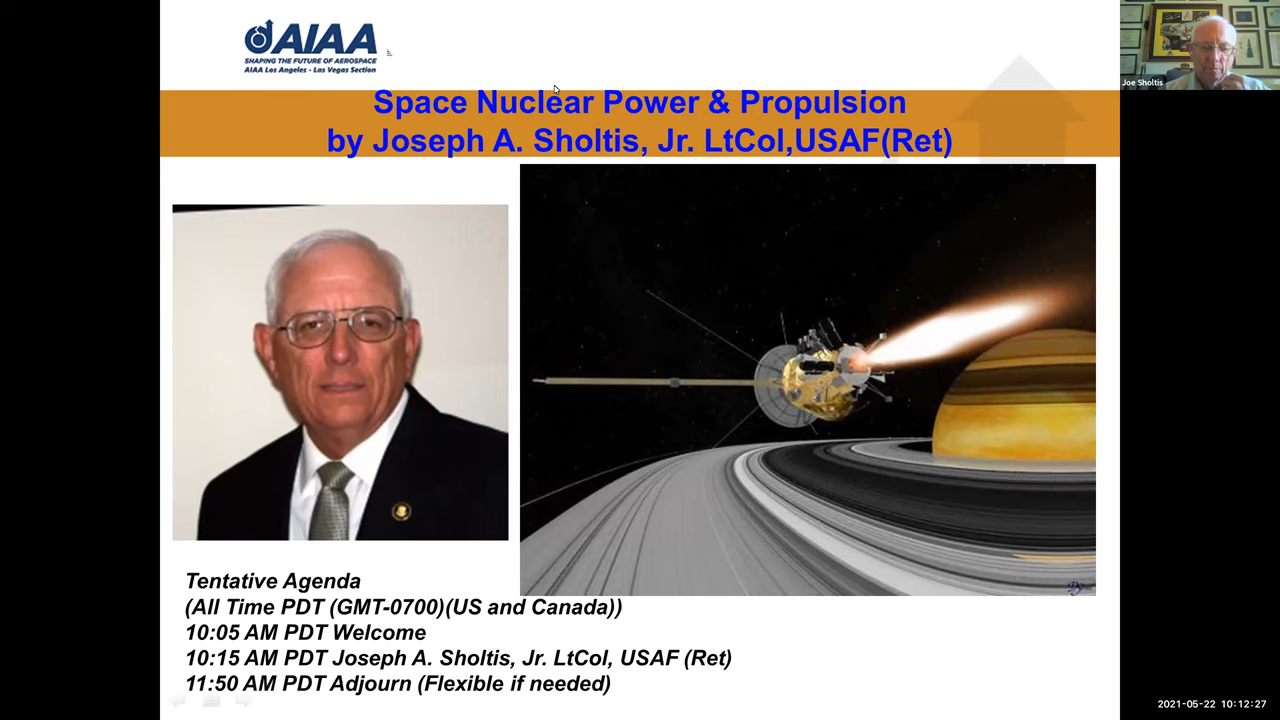 AIAA
SHAPING THE FUTURE OF AEROSPACE
AIAA Los Angeles - Las Vegas Section
Joe Sholtis
Space Nuclear Power & Propulsion
by Joseph A. Sholtis, Jr. LtCol,USAF(Ret)
Tentative Agenda
(All Time PDT (GMT-0700)(US and Canada))
10:05 AM PDT Welcome
10:15 AM PDT Joseph A. Sholtis, Jr. LtCol, USAF (Ret)
11:50 AM PDT Adjourn (Flexible if needed)
2021-05-22 10:12:27